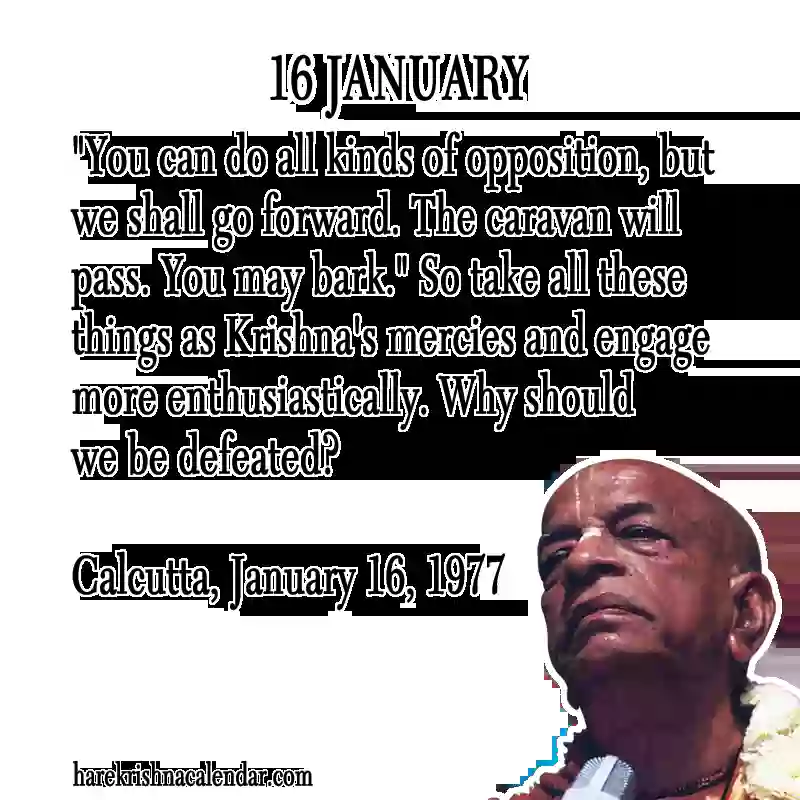 16 JANUARY
"You can do all kinds of opposition, but
we shall go forward. The caravan will
pass. You may bark." So take all these
things as Krishna's mercies and engage
more enthusiastically. Why should
we be defeated?
Calcutta, January 16, 1977
harekrishnacalendar.com